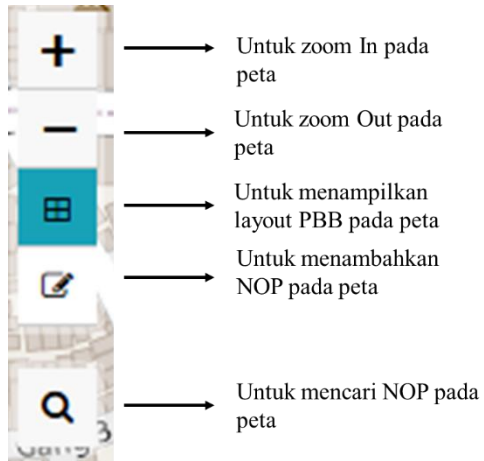 Untuk zoom In pada
peta
Untuk zoom Out pada
peta
Untuk menampilkan
layout PBB pada peta
Untuk menambahkan
NOP pada peta
Untuk mencari NOP pada
peta